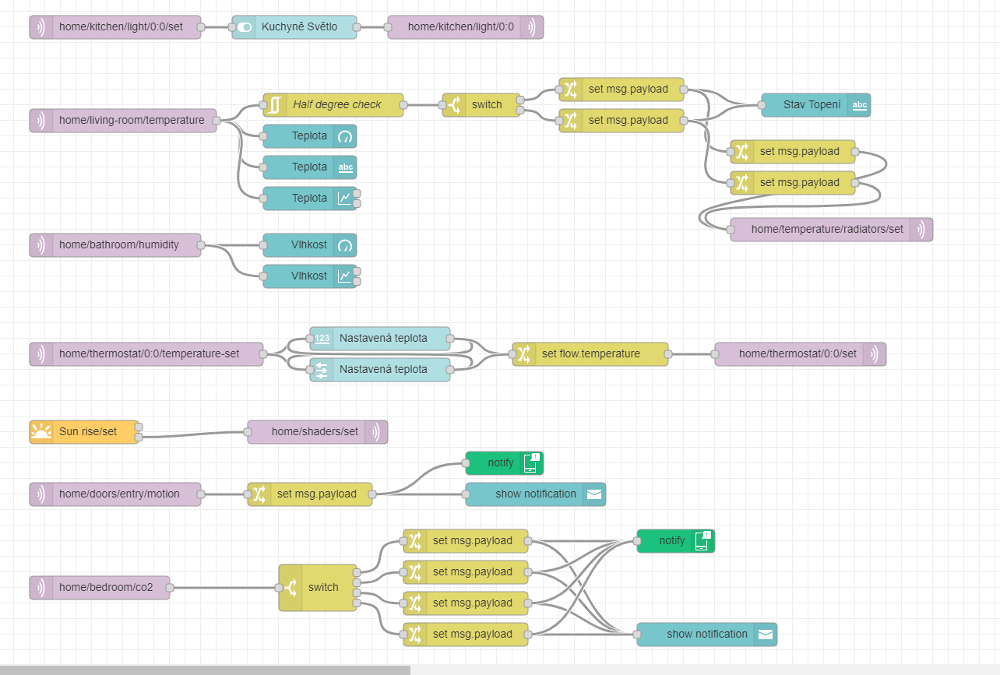 home/kitchen/light/0:0/set
Kuchyně Světlo
home/kitchen/light/0:0
home/living-room/temperature
Half degree check
switch
set msg.payload
set msg.payload
Stav Topení
abc
Teplota
Teplota
abc
Teplota
set msg.payload
set msg.payload
home/temperature/radiators/set
home/bathroom/humidity
Vlhkost
Vlhkost
home/thermostat/0:0/temperature-set
123
Nastavená teplota
Nastavená teplota
set flow.temperature
home/thermostat/0:0/set
Sun rise/set
home/shaders/set
home/doors/entry/motion
set msg.payload
notify
show notification
home/bedroom/co2
switch
set msg.payload
set msg.payload
set msg.payload
set msg.payload
notify
show notification